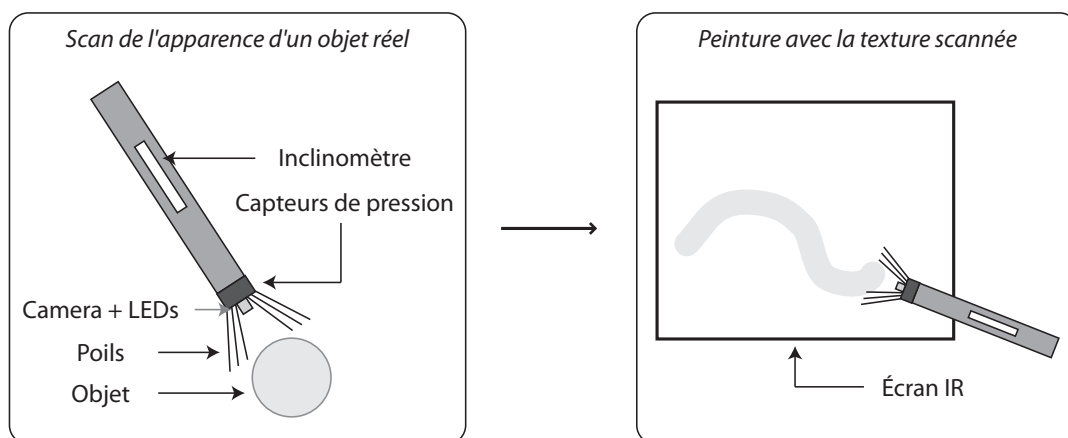 Scan de l'apparence d'un objet réel
Inclinomètre
Capteurs de pression
Camera + LEDs
Poils
Objet
Peinture avec la texture scannée
Écran IR